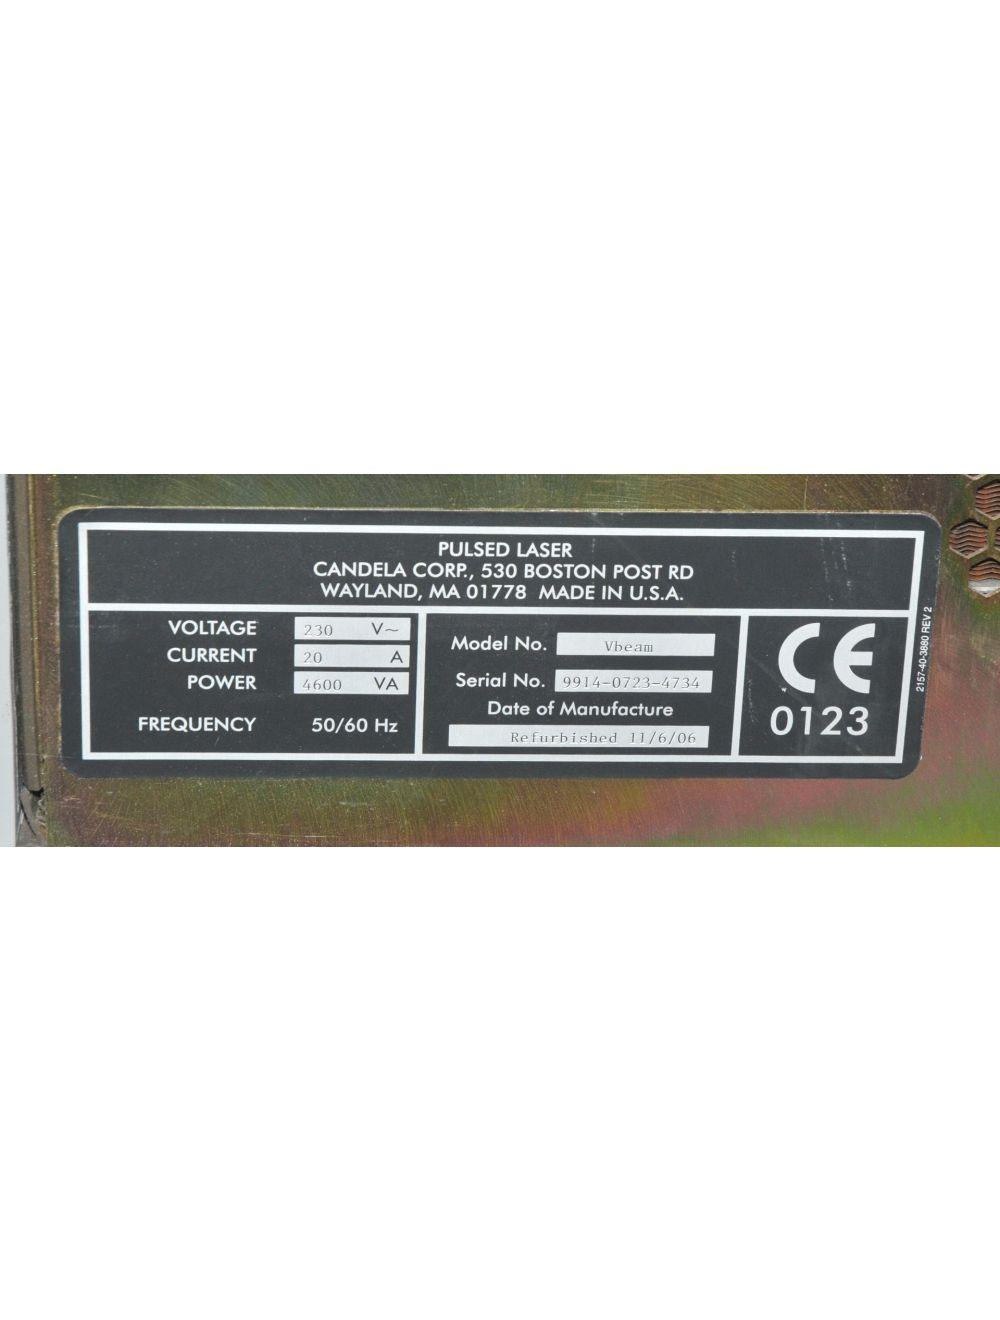 PULSED LASER
CANDELA CORP., 530 BOSTON POST RD
WAYLAND, MA 01778 MADE IN U.S.A.
VOLTAGE 230 V~
CURRENT 20 A
POWER 4600 VA
FREQUENCY 50/60 Hz
Model No. Vbeam
Serial No. 9914-0723-4734
Date of Manufacture
Refurbished 11/6/06
CE
0123
2157-40-3880 REV 2